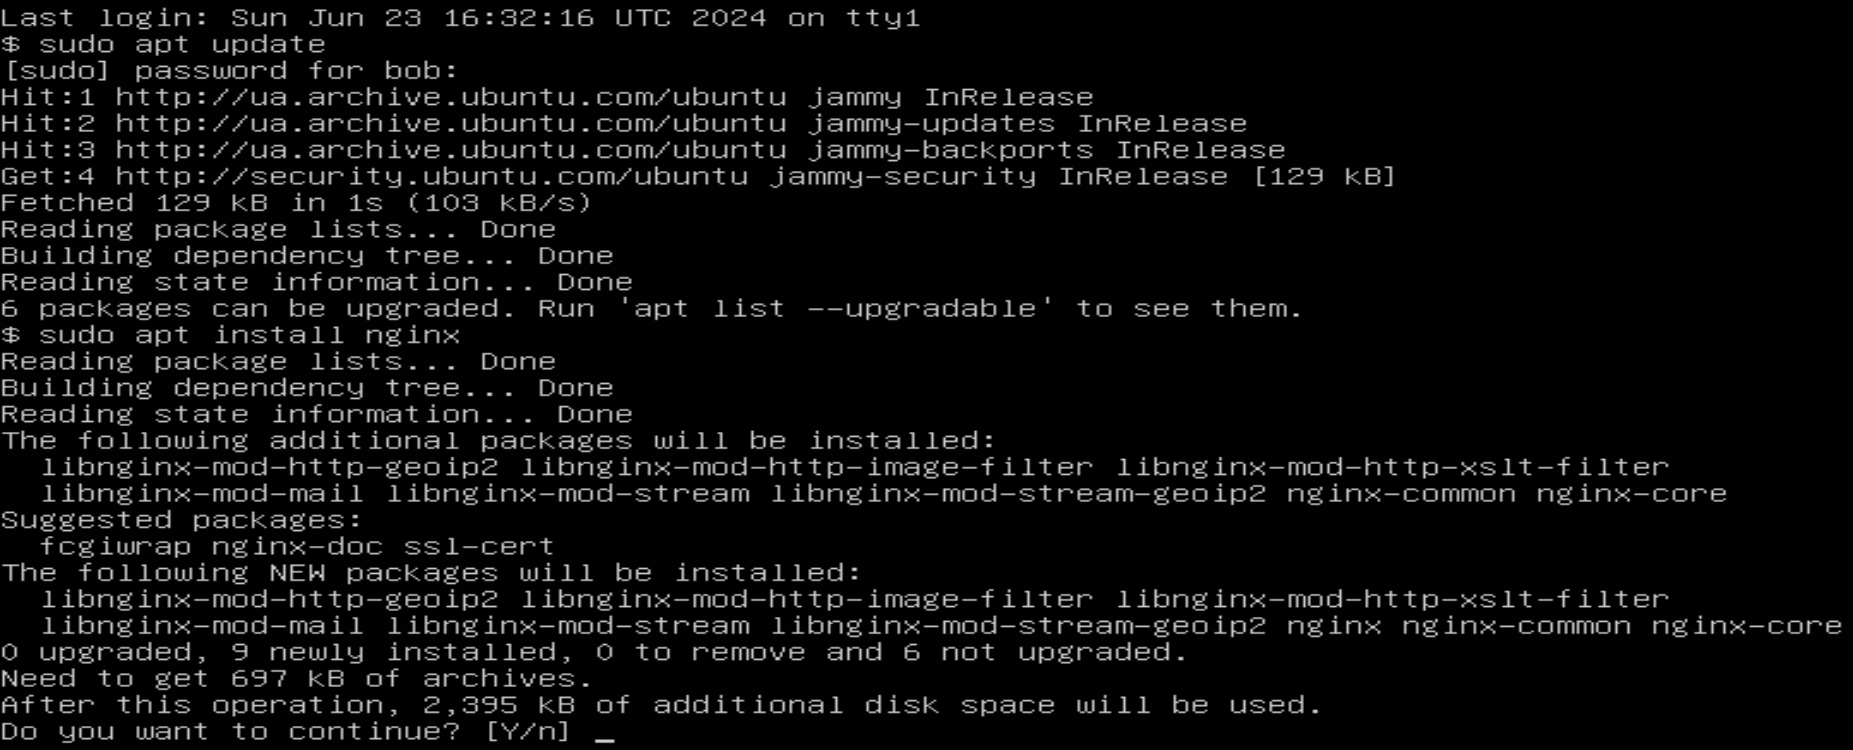 Last login: Sun Jun 23 16:32:16 UTC 2024 on tty1
$ sudo apt update
[sudo] password for bob:
Hit:1 http://ua.archive.ubuntu.com/ubuntu jammy InRelease
Hit:2 http://ua.archive.ubuntu.com/ubuntu jammy-updates InRelease
Hit:3 http://ua.archive.ubuntu.com/ubuntu jammy-backports InRelease
Get:4 http://security.ubuntu.com/ubuntu jammy-security InRelease [129 kB]
Fetched 129 kB in 1s (103 kB/s)
Reading package lists... Done
Building dependency tree... Done
Reading state information... Done
6 packages can be upgraded. Run 'apt list --upgradable' to see them.
$ sudo apt install nginx
Reading package lists... Done
Building dependency tree... Done
Reading state information... Done
The following additional packages will be installed:
  libnginx-mod-http-geoip2 libnginx-mod-http-image-filter libnginx-mod-http-xslt-filter
  libnginx-mod-mail libnginx-mod-stream libnginx-mod-stream-geoip2 nginx-common nginx-core
Suggested packages:
  fcgiwrap nginx-doc ssl-cert
The following NEW packages will be installed:
  libnginx-mod-http-geoip2 libnginx-mod-http-image-filter libnginx-mod-http-xslt-filter
  libnginx-mod-mail libnginx-mod-stream libnginx-mod-stream-geoip2 nginx nginx-common nginx-core
0 upgraded, 9 newly installed, 0 to remove and 6 not upgraded.
Need to get 697 kB of archives.
After this operation, 2,395 kB of additional disk space will be used.
Do you want to continue? [Y/n] _